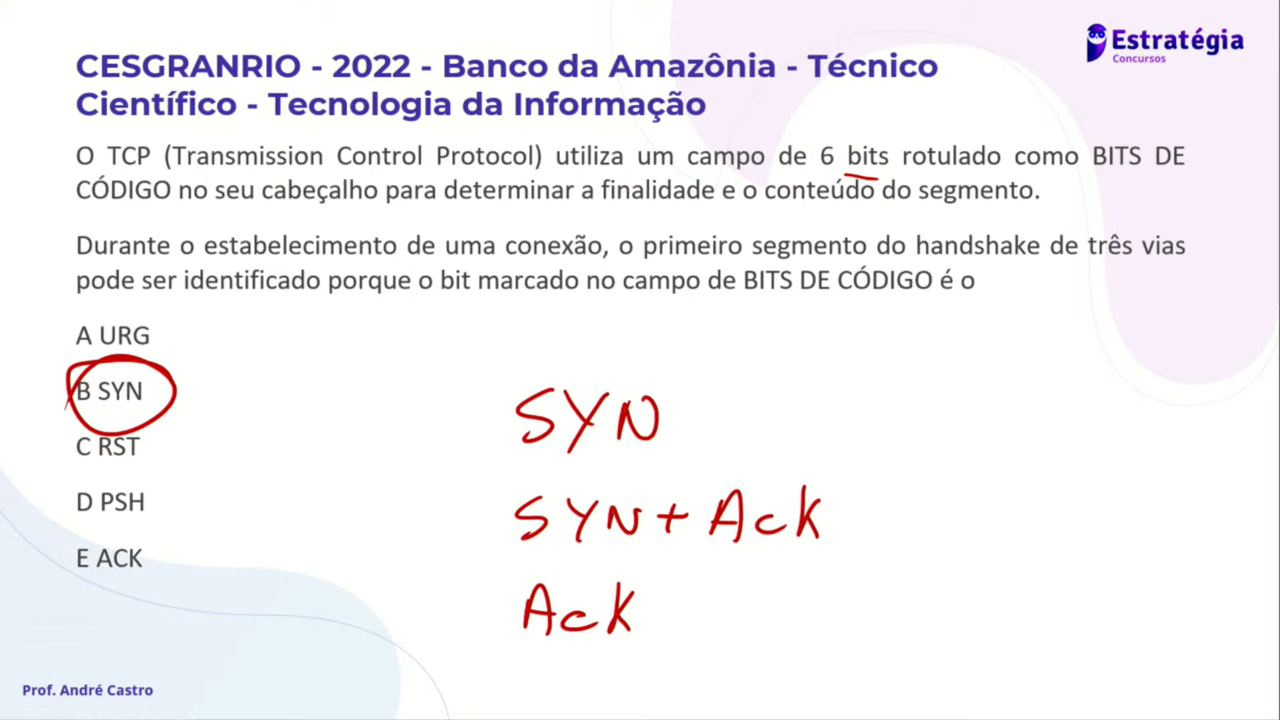 Estratégia
Concursos
CESGRANRIO - 2022 - Banco da Amazônia - Técnico
Científico - Tecnologia da Informação
O TCP (Transmission Control Protocol) utiliza um campo de 6 bits rotulado como BITS DE
CÓDIGO no seu cabeçalho para determinar a finalidade e o conteúdo do segmento.
Durante o estabelecimento de uma conexão, o primeiro segmento do handshake de três vias
pode ser identificado porque o bit marcado no campo de BITS DE CÓDIGO é o
A URG
B SYN
C RST
D PSH
E ACK
SYN
SYN + Ack
Ack
Prof. André Castro